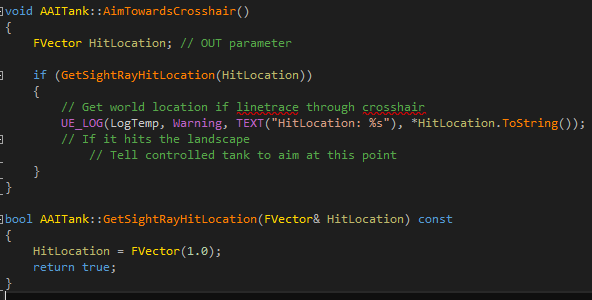 void AAITank::AimTowardsCrosshair()
{
FVector HitLocation; // OUT parameter
if (GetSightRayHitLocation(HitLocation))
{
// Get world location if linetrace through crosshair
UE_LOG(LogTemp, Warning, TEXT("HitLocation: %s"), *HitLocation.ToString());
// If it hits the landscape
// Tell controlled tank to aim at this point
}
}
bool AAITank::GetSightRayHitLocation(FVector& HitLocation) const
{
HitLocation = FVector(1.0);
return true;
}